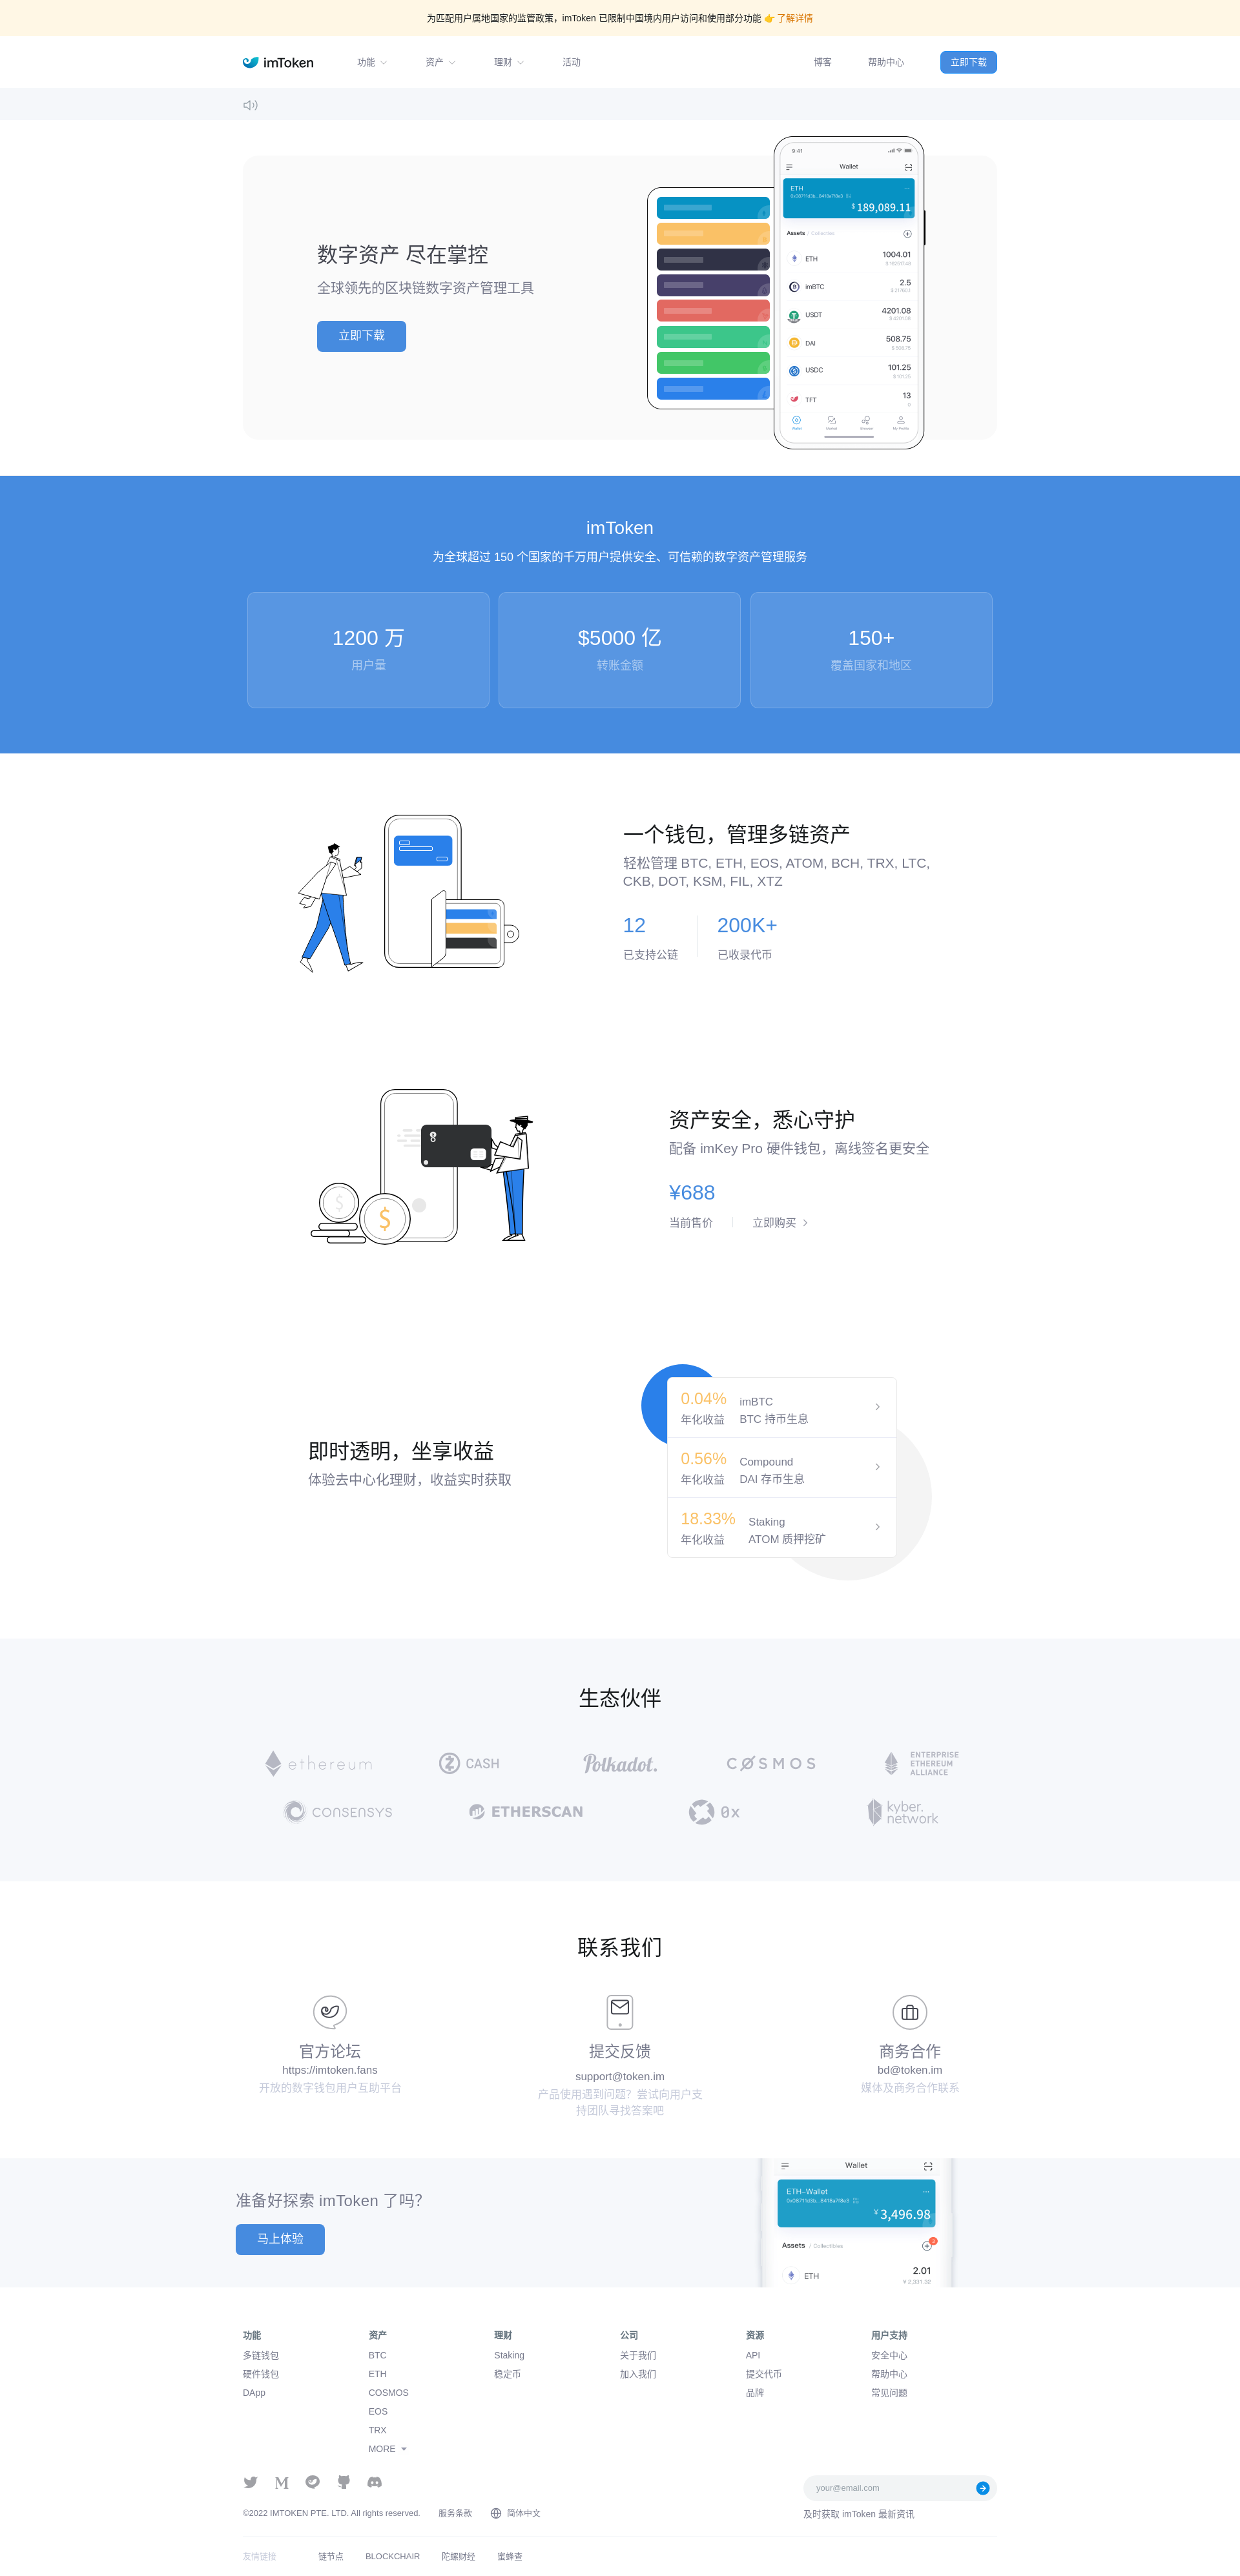 为匹配用户属地国家的监管政策，imToken 已限制中国境内用户访问和使用部分功能 👉 了解详情
imToken 功能 资产 理财 活动 博客 帮助中心 立即下载
数字资产 尽在掌控
全球领先的区块链数字资产管理工具
立即下载
9:41
Wallet
ETH
$ 189,089.11
Assets / Collectibles
ETH 1004.01
imBTC 2.5
USDT 4201.08
DAI 508.75
$ 508.75
USDC 101.25
$ 101.25
TFT 13
Wallet Market Browser My Profile
imToken
为全球超过 150 个国家的千万用户提供安全、可信赖的数字资产管理服务
1200 万
用户量
$5000 亿
转账金额
150+
覆盖国家和地区
一个钱包，管理多链资产
轻松管理 BTC, ETH, EOS, ATOM, BCH, TRX, LTC,
CKB, DOT, KSM, FIL, XTZ
12
已支持公链
200K+
已收录代币
资产安全，悉心守护
配备 imKey Pro 硬件钱包，离线签名更安全
¥688
当前售价 立即购买
即时透明，坐享收益
体验去中心化理财，收益实时获取
0.04%
年化收益
imBTC
BTC 持币生息
0.56%
年化收益
Compound
DAI 存币生息
18.33%
年化收益
Staking
ATOM 质押挖矿
生态伙伴
ethereum
ZCASH
Polkadot.
COSMOS
ENTERPRISE
ETHEREUM
ALLIANCE
CONSENSYS
ETHERSCAN
0x
kyber.
network
联系我们
官方论坛
https://imtoken.fans
开放的数字钱包用户互助平台
提交反馈
support@token.im
产品使用遇到问题？尝试向用户支
持团队寻找答案吧
商务合作
bd@token.im
媒体及商务合作联系
准备好探索 imToken 了吗？
马上体验
Wallet
ETH-Wallet
¥ 3,496.98
Assets / Collectibles
ETH 2.01
功能
多链钱包
硬件钱包
DApp
资产
BTC
ETH
COSMOS
EOS
TRX
MORE
理财
Staking
稳定币
公司
关于我们
加入我们
资源
API
提交代币
品牌
用户支持
安全中心
帮助中心
常见问题
your@email.com
©2022 IMTOKEN PTE. LTD. All rights reserved. 服务条款 简体中文
及时获取 imToken 最新资讯
友情链接 链节点 BLOCKCHAIR 陀螺财经 蜜蜂查